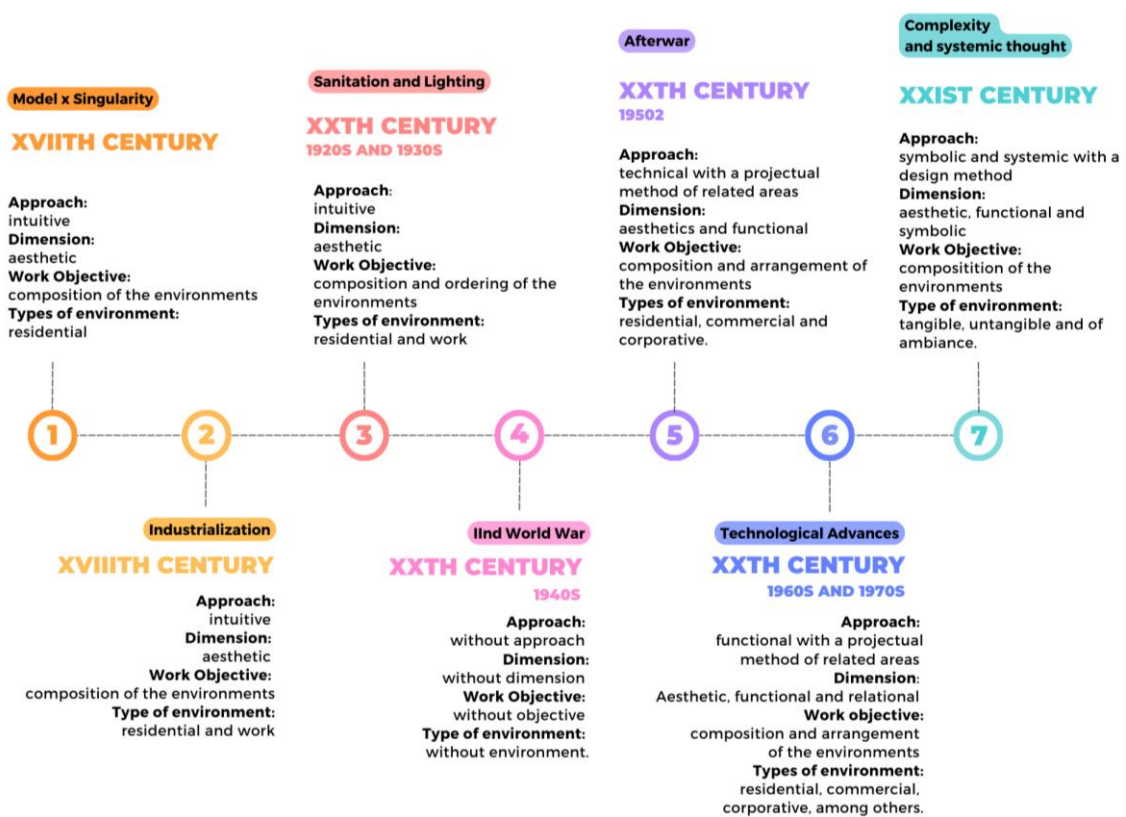 Model x Singularity
XVIITH CENTURY
Approach:
intuitive
Dimension:
aesthetic
Work Objective:
composition of the environments
Types of environment:
residential
1
2
Industrialization
XVIIITH CENTURY
Approach:
intuitive
Dimension:
aesthetic
Work Objective:
composition of the environments
Type of environment:
residential and work
Sanitation and Lighting
XXTH CENTURY
1920S AND 1930S
Approach:
intuitive
Dimension:
aesthetic
Work Objective:
composition and ordering of the
environments
Types of environment:
residential and work
3
4
IInd World War
XXTH CENTURY
1940S
Approach:
without approach
Dimension:
without dimension
Work Objective:
without objective
Type of environment:
without environment.
Afterwar
XXTH CENTURY
19502
Approach:
technical with a projectual
method of related areas
Dimension:
aesthetics and functional
Work Objective:
composition and arrangement of
the environments
Types of environment:
residential, commercial and
corporative.
5
6
Technological Advances
XXTH CENTURY
1960S AND 1970S
Approach:
functional with a projectual
method of related areas
Dimension:
Aesthetic, functional and relational
Work objective:
composition and arrangement
of the environments
Types of environment:
residential, commercial,
corporative, among others.
Complexity
and systemic thought
XXIST CENTURY
Approach:
symbolic and systemic with a
design method
Dimension:
aesthetic, functional and
symbolic
Work Objective:
compositition of the
environments
Type of environment:
tangible, untangible and of
ambiance.
7